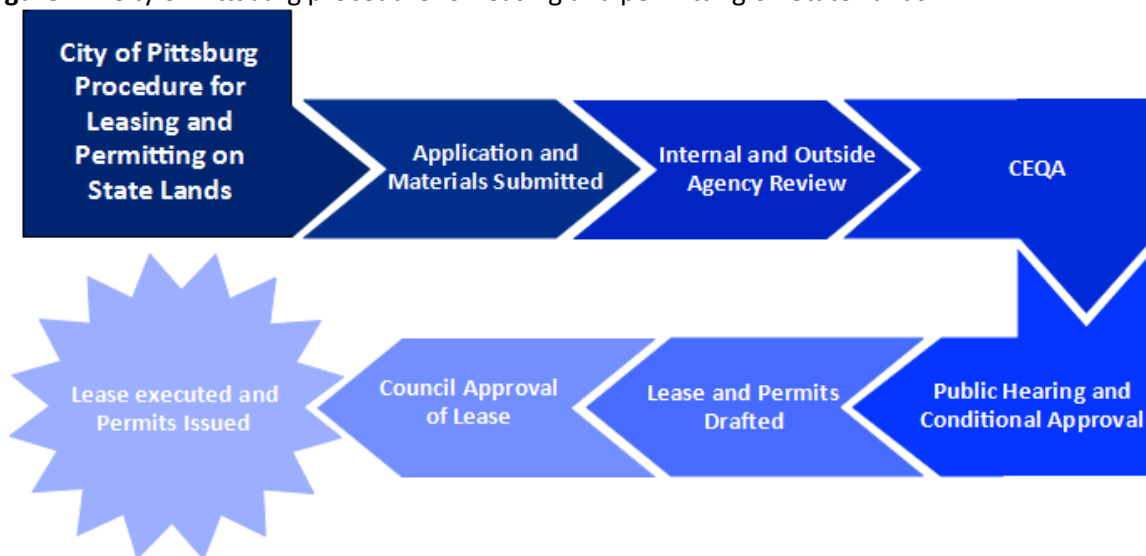 City of Pittsburg
Procedure for
Leasing and
Permitting on
State Lands
Application and
Materials Submitted
Internal and Outside
Agency Review
CEQA
Public Hearing and
Conditional Approval
Lease and Permits
Drafted
Council Approval
of Lease
Lease executed and
Permits Issued